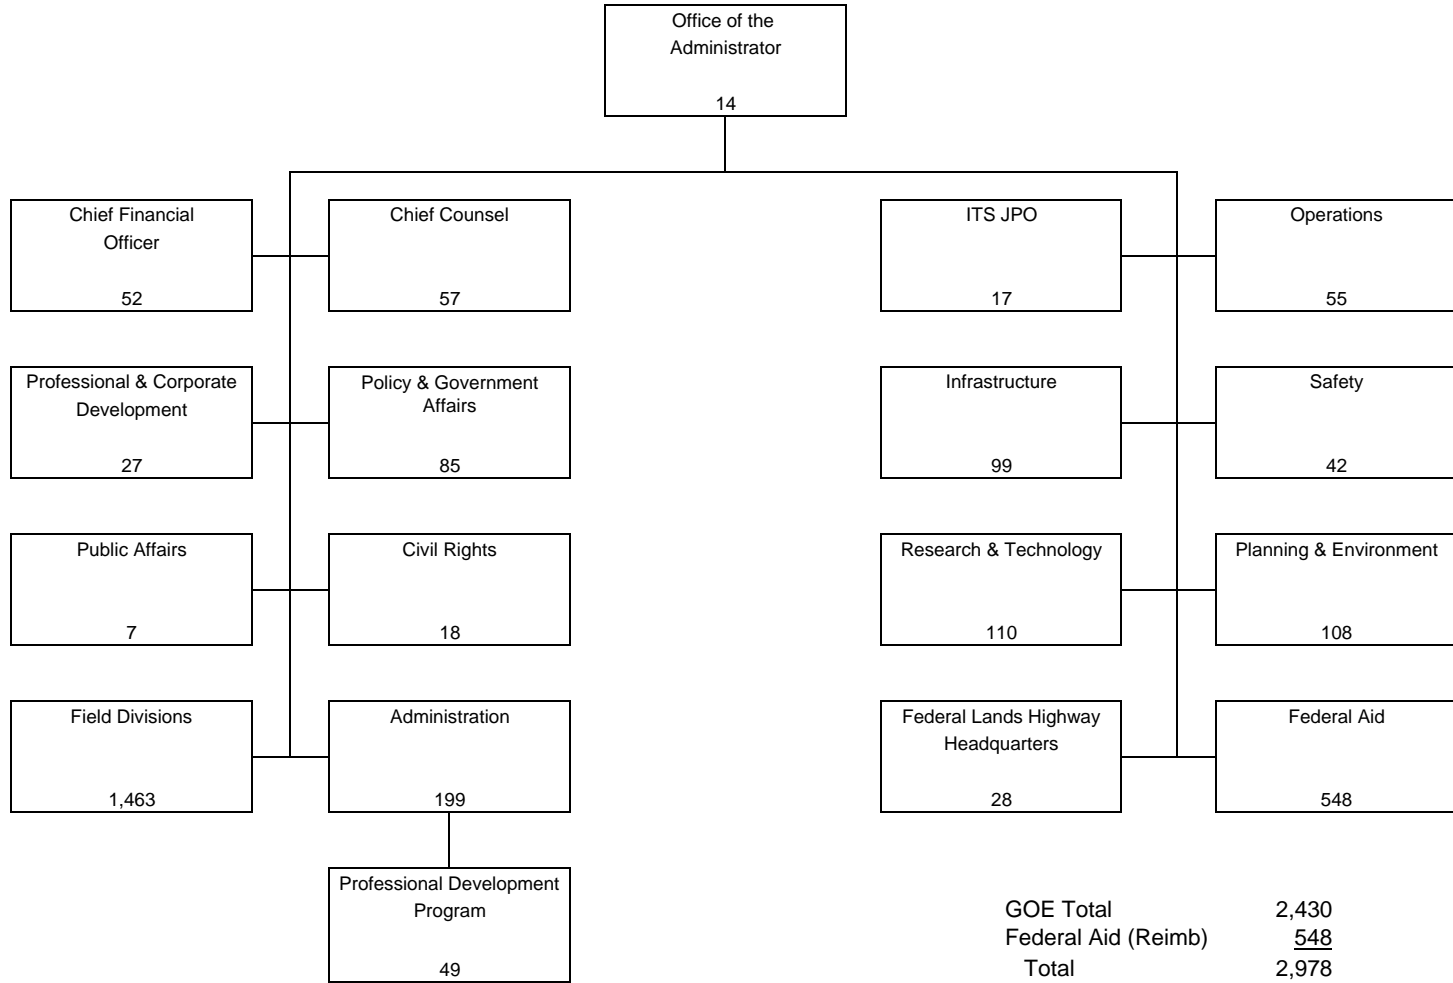 Office of the
Administrator
14
Chief Financial
Officer
52
Chief Counsel
57
ITS JPO
17
Operations
55
Professional & Corporate
Development
27
Policy & Government
Affairs
85
Infrastructure
99
Safety
42
Public Affairs
7
Civil Rights
18
Research & Technology
110
Planning & Environment
108
Field Divisions
1,463
Administration
199
Federal Lands Highway
Headquarters
28
Federal Aid
548
Professional Development
Program
49
GOE Total 2,430
Federal Aid (Reimb) 548
Total 2,978